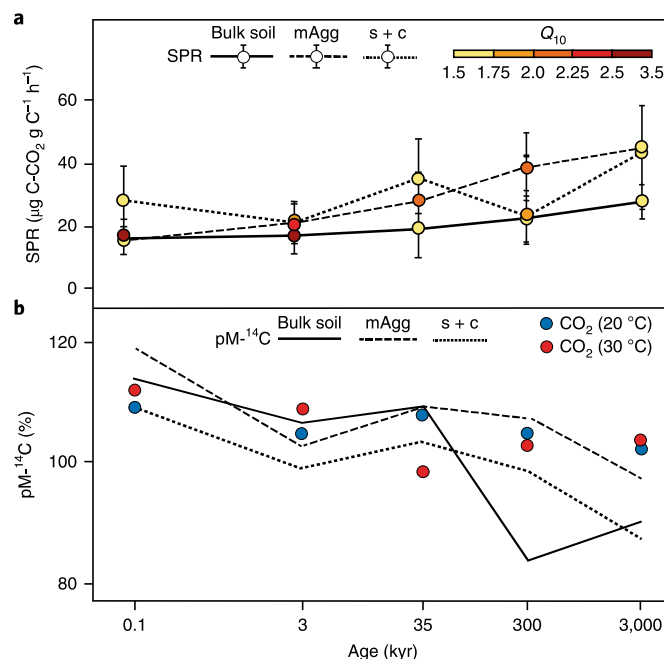 a
Bulk soil mAgg s + c
SPR
Q10
1.5 1.75 2.0 2.25 2.5 3.5
SPR (µg C-CO₂ g C⁻¹ h⁻¹)
60
40
20
0
b
Bulk soil mAgg s + c
pM-¹⁴C
CO₂ (20 °C)
CO₂ (30 °C)
pM-¹⁴C (%)
120
100
80
0.1 3 35 300 3,000
Age (kyr)